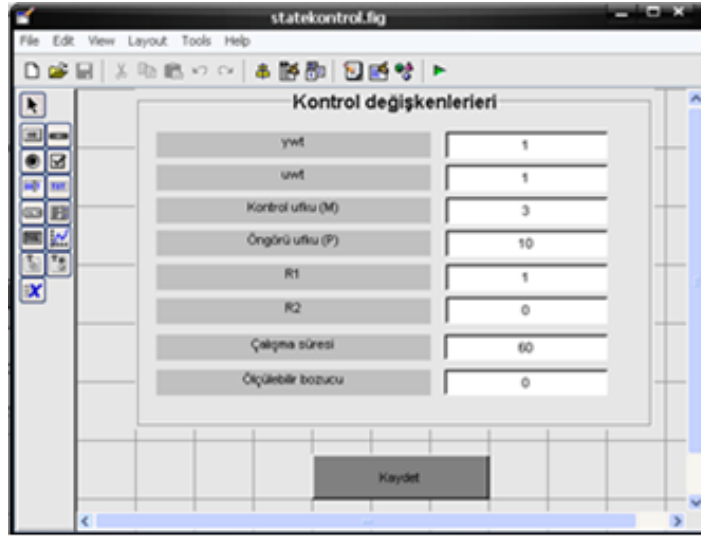 statekontrol.fig
File Edit View Layout Tools Help
Kontrol değişkenlerieri
ywt 1
uwt 1
Kontrol ufku (M) 3
Öngörü ufku (P) 10
R1 1
R2 0
Çalışma süresi 60
Ölçülebilir bozucu 0
Kaydet